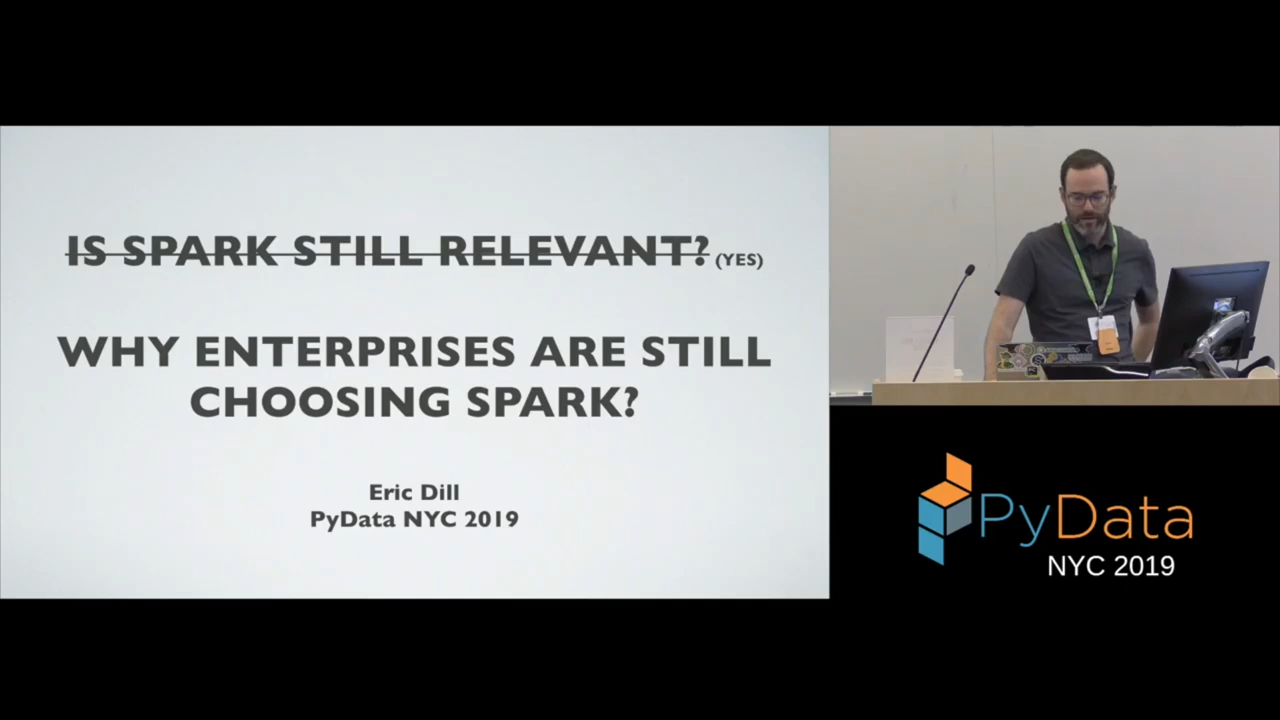 IS SPARK STILL RELEVANT? (YES)
WHY ENTERPRISES ARE STILL
CHOOSING SPARK?
Eric Dill
PyData NYC 2019
PyData
NYC 2019